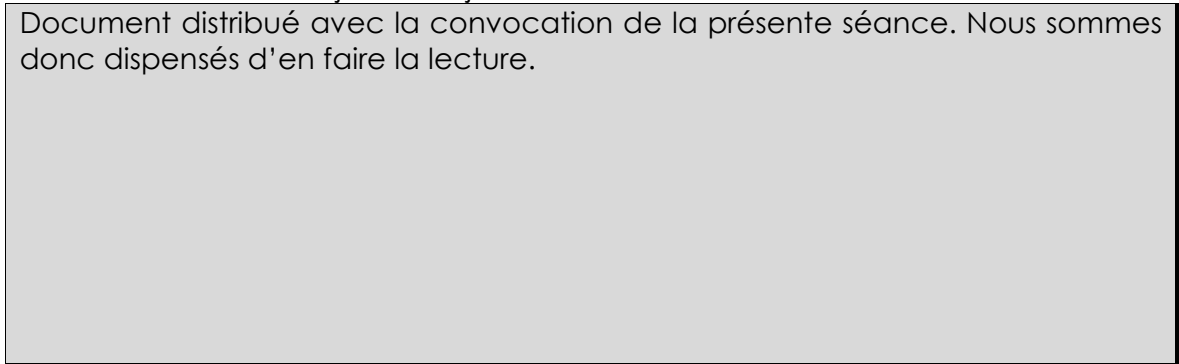 Document distribué avec la convocation de la présente séance. Nous sommes
donc dispensés d’en faire la lecture.